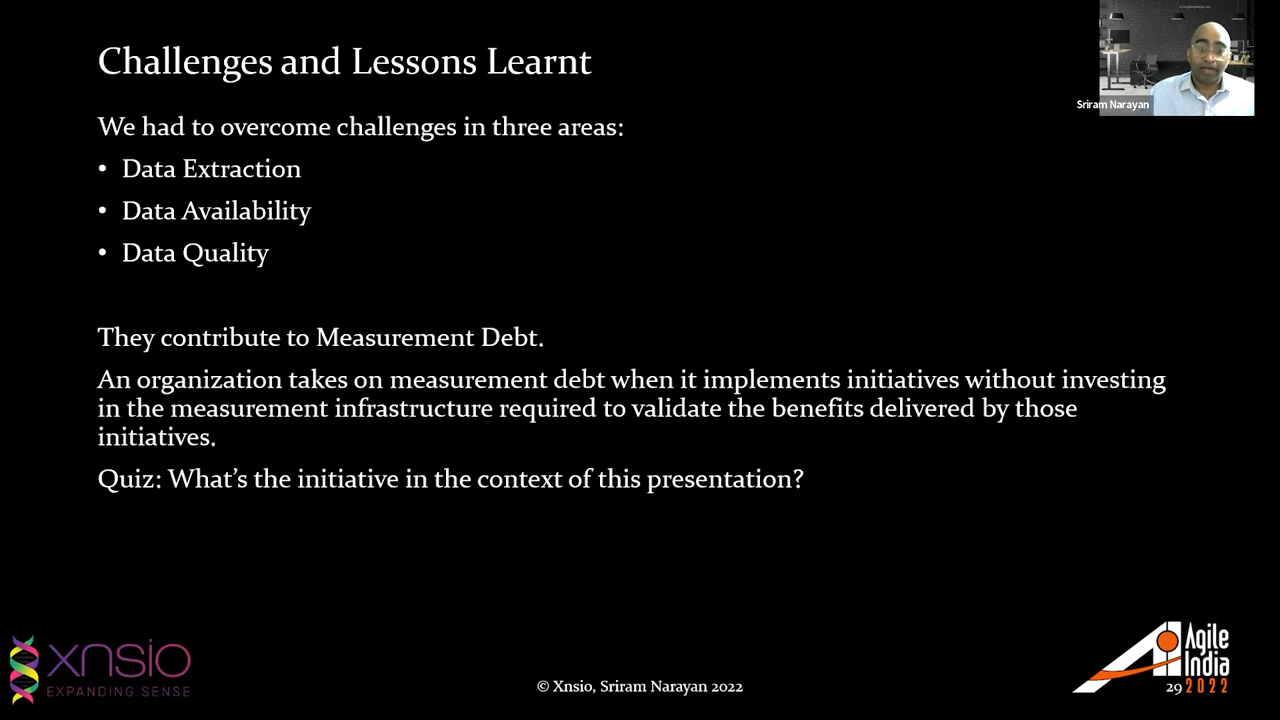 Challenges and Lessons Learnt
Sriram Narayan
We had to overcome challenges in three areas:
• Data Extraction
• Data Availability
• Data Quality
They contribute to Measurement Debt.
An organization takes on measurement debt when it implements initiatives without investing
in the measurement infrastructure required to validate the benefits delivered by those
initiatives.
Quiz: What’s the initiative in the context of this presentation?
xnsio
EXPANDING SENSE
© Xnsio, Sriram Narayan 2022
Agile
India
29 2022